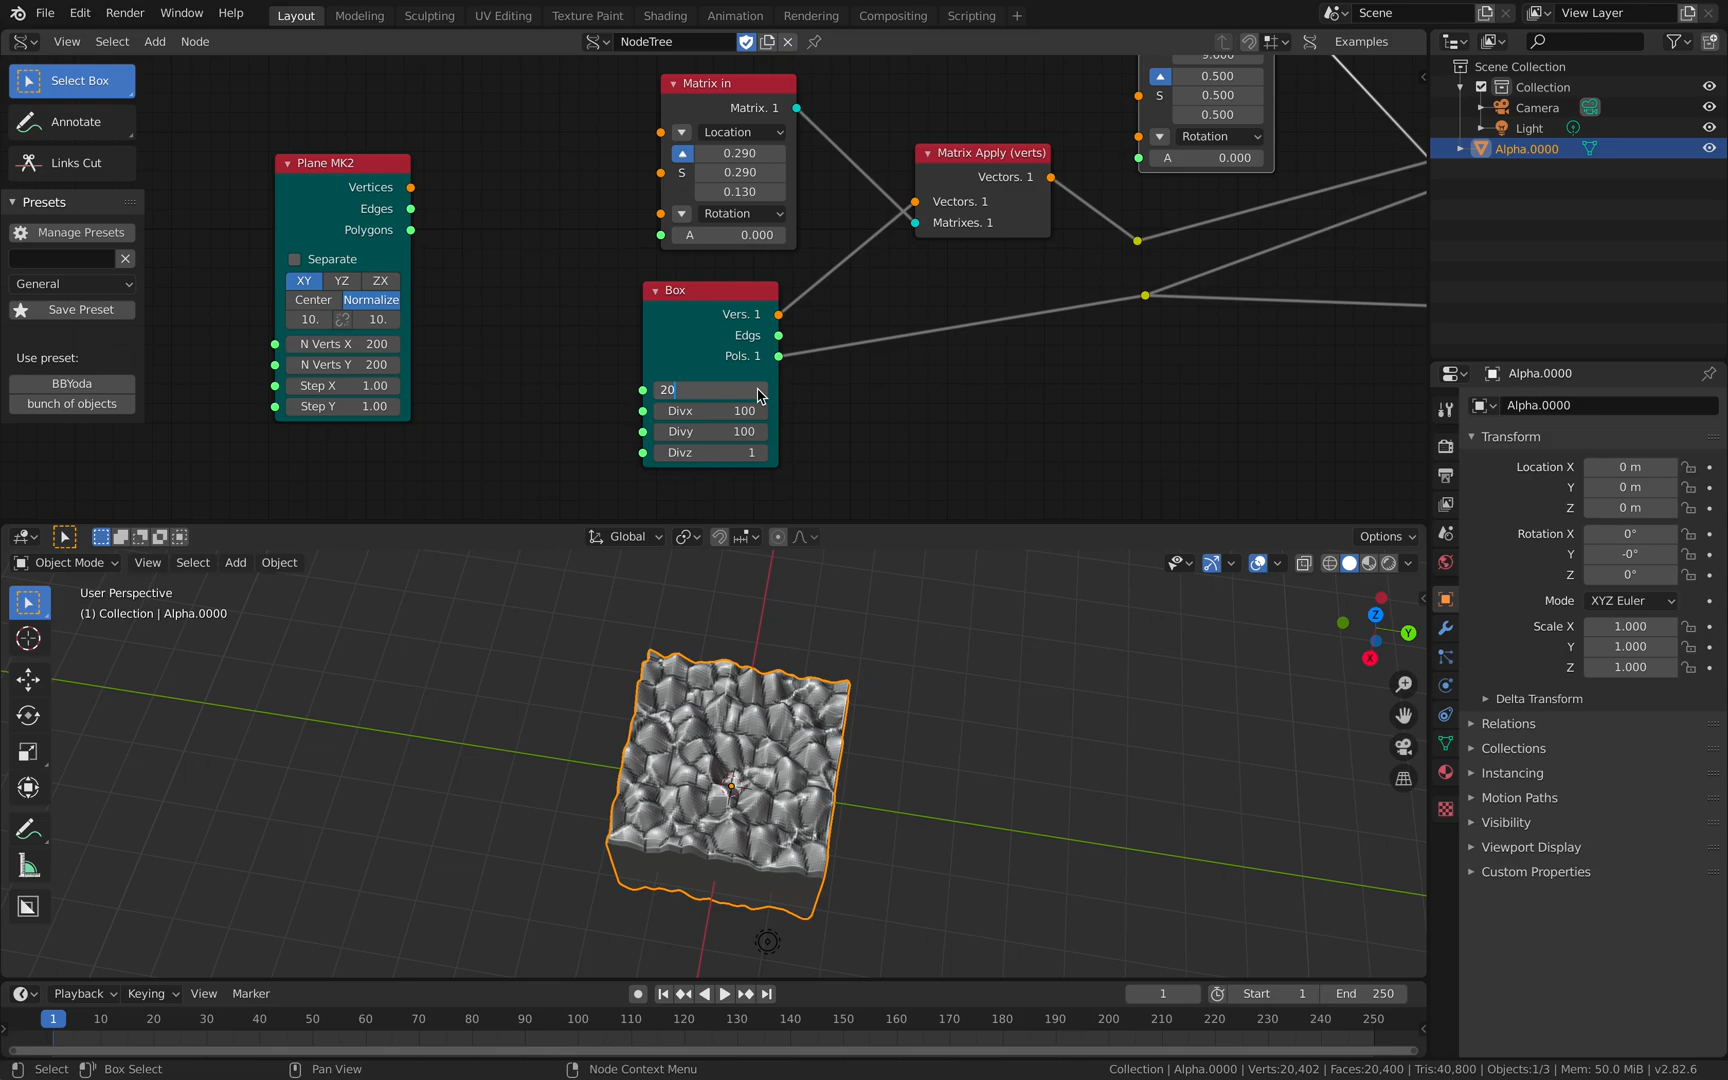 File Edit Render Window Help Layout Modeling Sculpting UV Editing Texture Paint Shading Animation Rendering Compositing Scripting + Scene View Layer
View Select Add Node NodeTree Examples
Select Box
Annotate
Links Cut
Presets
Manage Presets
General
Save Preset
Use preset:
BBYoda
bunch of objects
Plane MK2
Vertices
Edges
Polygons
Separate
XY YZ ZX
Center Normalize
10. 10.
N Verts X 200
N Verts Y 200
Step X 1.00
Step Y 1.00
Matrix in
Matrix. 1
Location
0.290
S 0.290
0.130
Rotation
A 0.000
Box
Vers. 1
Edgs
Pols. 1
20
Divx 100
Divy 100
Divz 1
Matrix Apply (verts)
Vectors. 1
Vectors. 1
Matrixes. 1
0.500
S 0.500
0.500
Rotation
A 0.000
Scene Collection
Collection
Camera
Light
Alpha.0000
Alpha.0000
Alpha.0000
Transform
Location X 0 m
Y 0 m
Z 0 m
Rotation X 0°
Y -0°
Z 0°
Mode XYZ Euler
Scale X 1.000
Y 1.000
Z 1.000
Delta Transform
Relations
Collections
Instancing
Motion Paths
Visibility
Viewport Display
Custom Properties
Global Options
Object Mode View Select Add Object
User Perspective
(1) Collection | Alpha.0000
Z
Y
X
Playback Keying View Marker 1 Start 1 End 250
1 10 20 30 40 50 60 70 80 90 100 110 120 130 140 150 160 170 180 190 200 210 220 230 240 250
Select Box Select Pan View Node Context Menu Collection | Alpha.0000 | Verts:20,402 | Faces:20,400 | Tris:40,800 | Objects:1/3 | Mem: 50.0 MiB | v2.82.6